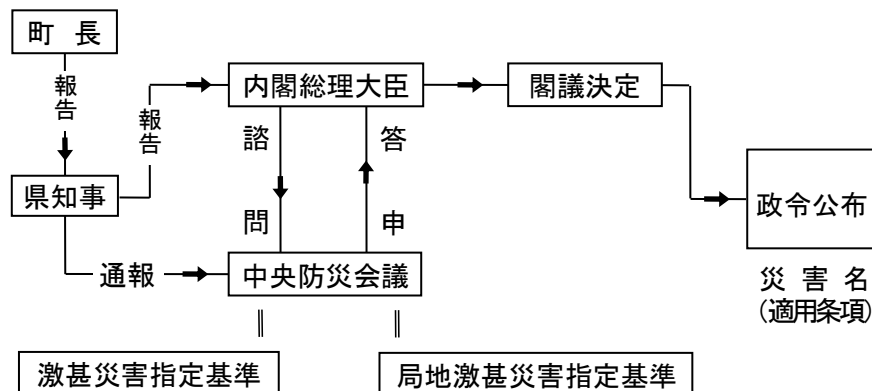 町 長
報告
報告
内閣総理大臣
閣議決定
諮問
答申
県知事
政令公布
通報
中央防災会議
災 害 名
(適用条項)
激甚災害指定基準
局地激甚災害指定基準